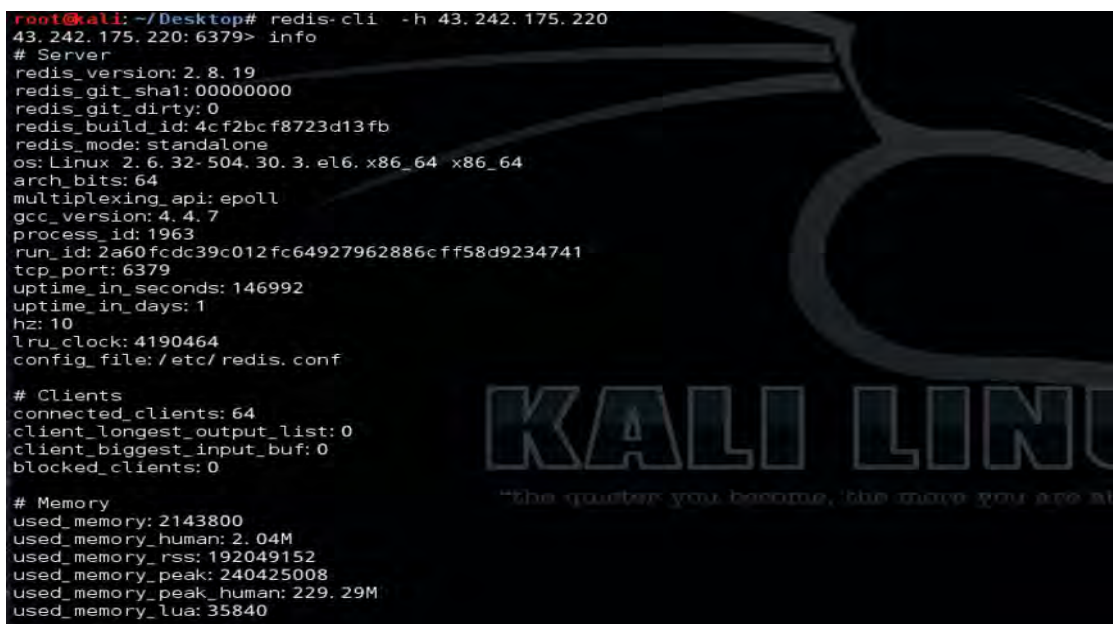 root@kali:~/Desktop# redis-cli -h 43.242.175.220
43.242.175.220:6379> info
# Server
redis_version:2.8.19
redis_git_sha1:00000000
redis_git_dirty:0
redis_build_id:4cf2bcf8723d13fb
redis_mode:standalone
os:Linux 2.6.32-504.30.3.el6.x86_64 x86_64
arch_bits:64
multiplexing_api:epoll
gcc_version:4.4.7
process_id:1963
run_id:2a60fcdc39c012fc64927962886cff58d9234741
tcp_port:6379
uptime_in_seconds:146992
uptime_in_days:1
hz:10
lru_clock:4190464
config_file:/etc/redis.conf
# Clients
connected_clients:64
client_longest_output_list:0
client_biggest_input_buf:0
blocked_clients:0
KALI LINU
"the quieter you become, the more you are a
# Memory
used_memory:2143800
used_memory_human:2.04M
used_memory_rss:192049152
used_memory_peak:240425008
used_memory_peak_human:229.29M
used_memory_lua:35840